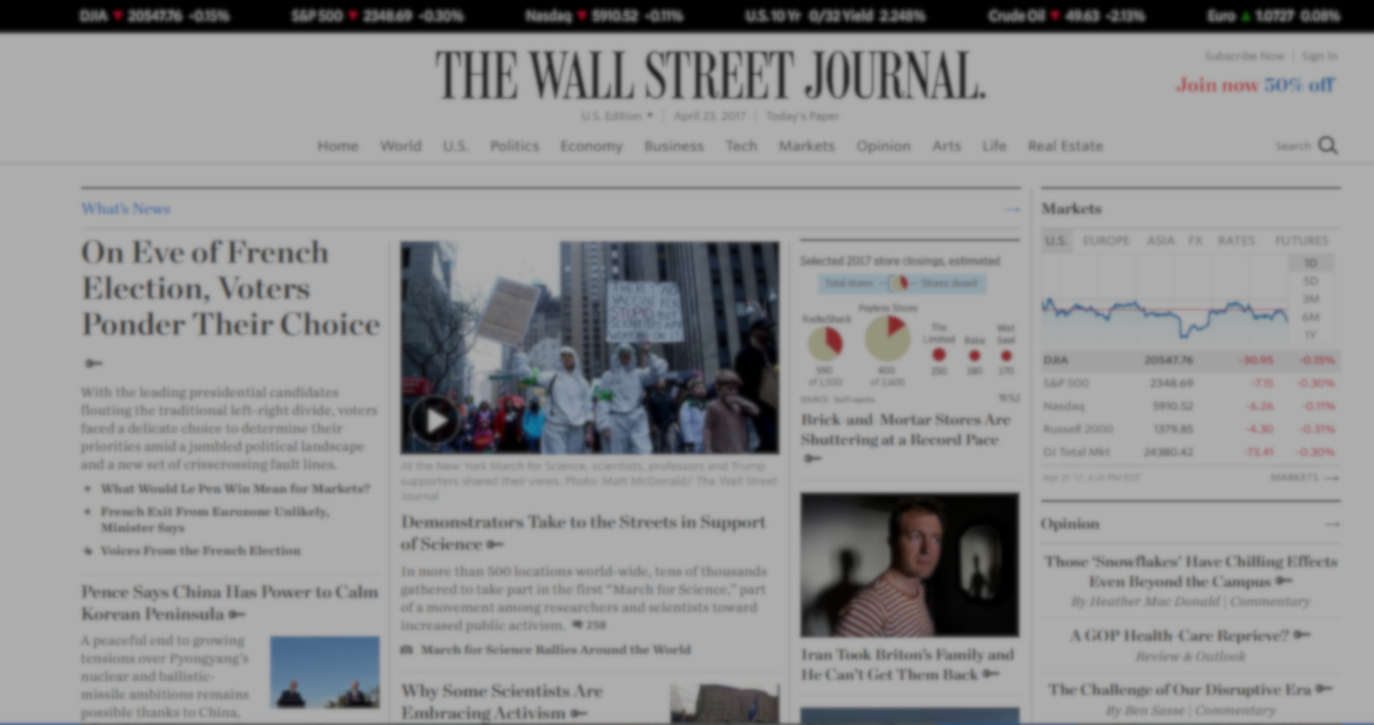 DJIA ▼ 20547.76 -0.15% S&P 500 ▼ 2348.69 -0.30% Nasdaq ▼ 5910.52 -0.11% U.S. 10 Yr 0/32 Yield 2.248% Crude Oil ▼ 49.63 -2.13% Euro ▲ 1.0727 0.08%
Subscribe Now | Sign In
THE WALL STREET JOURNAL.
Join now 50% off
U.S. Edition ▼ | April 23, 2017 | Today's Paper
Home World U.S. Politics Economy Business Tech Markets Opinion Arts Life Real Estate Search
What's News →
On Eve of French
Election, Voters
Ponder Their Choice
With the leading presidential candidates
flouting the traditional left-right divide, voters
faced a delicate choice to determine their
priorities amid a jumbled political landscape
and a new set of crisscrossing fault lines.
What Would Le Pen Win Mean for Markets?
French Exit From Eurozone Unlikely,
Minister Says
Voices From the French Election
Pence Says China Has Power to Calm
Korean Peninsula
A peaceful end to growing
tensions over Pyongyang's
nuclear and ballistic-
missile ambitions remains
possible thanks to China,
THERE'S NO
VACCINE FOR
STUPID BUT
SCIENTISTS ARE
WORKING ON IT
At the New York March for Science, scientists, professors and Trump
supporters shared their views. Photo: Matt McDonald/ The Wall Street
Journal
Demonstrators Take to the Streets in Support
of Science
In more than 500 locations world-wide, tens of thousands
gathered to take part in the first “March for Science,” part
of a movement among researchers and scientists toward
increased public activism. 258
March for Science Rallies Around the World
Why Some Scientists Are
Embracing Activism
Selected 2017 store closings, estimated
Total stores Stores closed
RadioShack Payless Shoes The Limited Bebe Wet Seal
550 400 250 180 170
of 1,500 of 2,600
SOURCE: Staff reports WSJ
Brick-and-Mortar Stores Are
Shuttering at a Record Pace
Iran Took Briton's Family and
He Can't Get Them Back
Markets
U.S. EUROPE ASIA FX RATES FUTURES
1D
5D
3M
6M
1Y
DJIA 20547.76 -30.95 -0.15%
S&P 500 2348.69 -7.15 -0.30%
Nasdaq 5910.52 -6.26 -0.11%
Russell 2000 1379.85 -4.30 -0.31%
DJ Total Mkt 24380.42 -73.41 -0.30%
MARKETS →
Opinion →
Those ‘Snowflakes’ Have Chilling Effects
Even Beyond the Campus
By Heather Mac Donald | Commentary
A GOP Health-Care Reprieve?
Review & Outlook
The Challenge of Our Disruptive Era
By Ben Sasse | Commentary